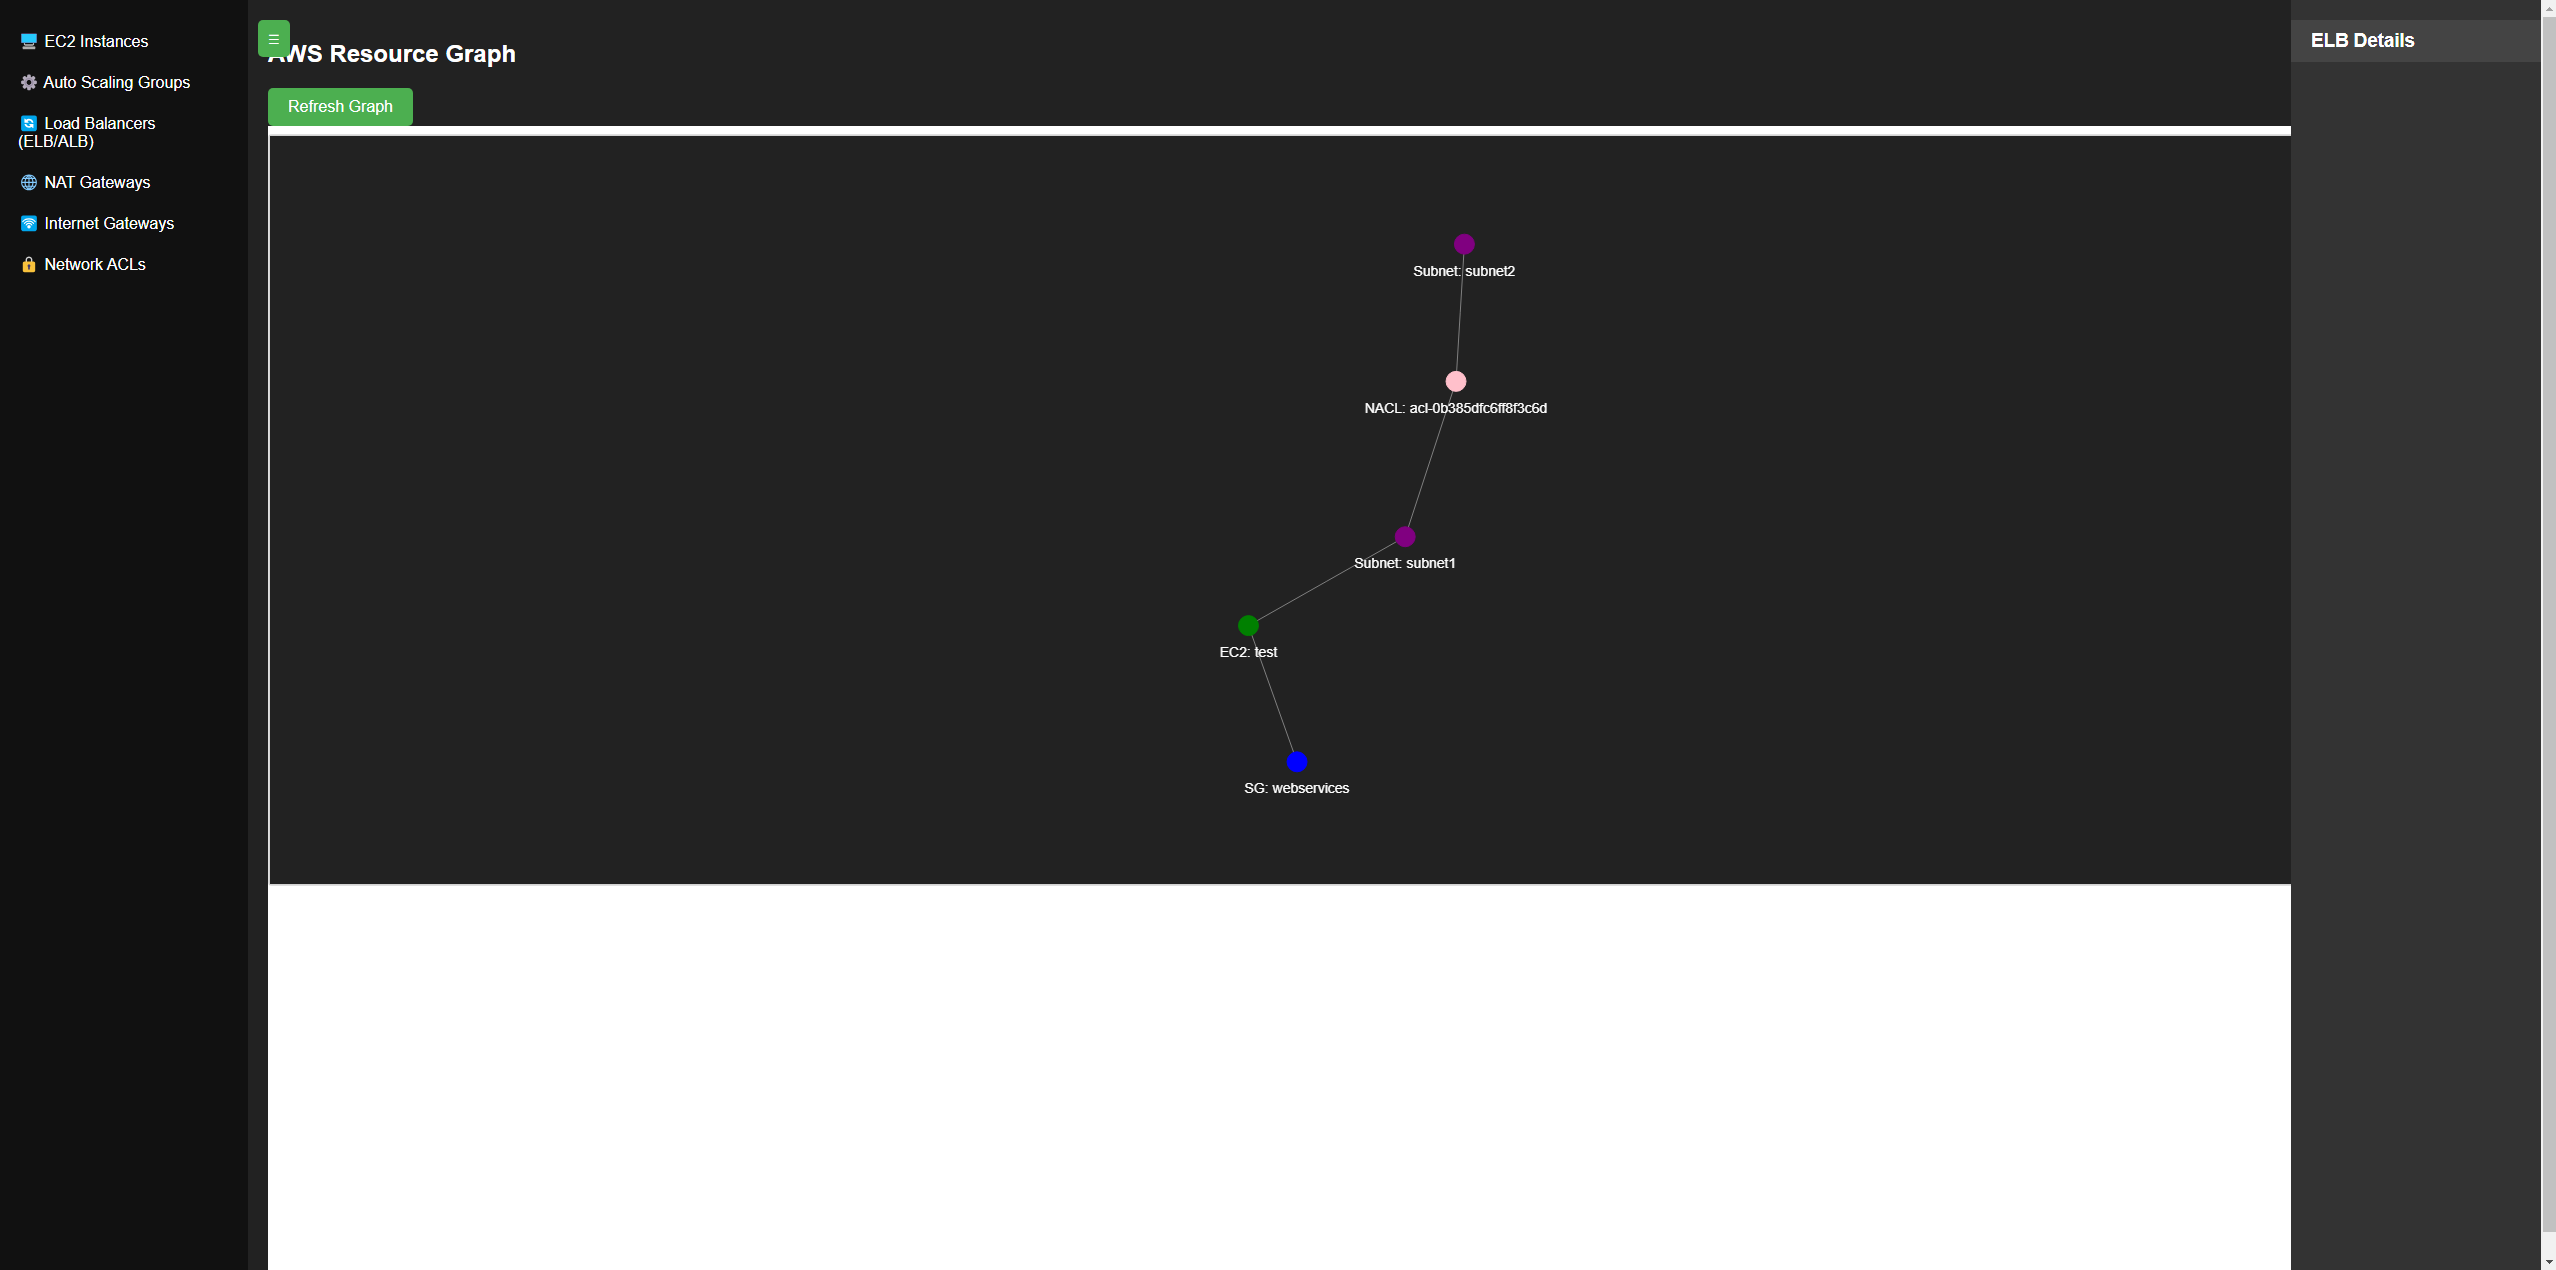 EC2 Instances
Auto Scaling Groups
Load Balancers
(ELB/ALB)
NAT Gateways
Internet Gateways
Network ACLs
☰
AWS Resource Graph
Refresh Graph
Subnet: subnet2
NACL: acl-0b385dfc6ff8f3c6d
Subnet: subnet1
EC2: test
SG: webservices
ELB Details